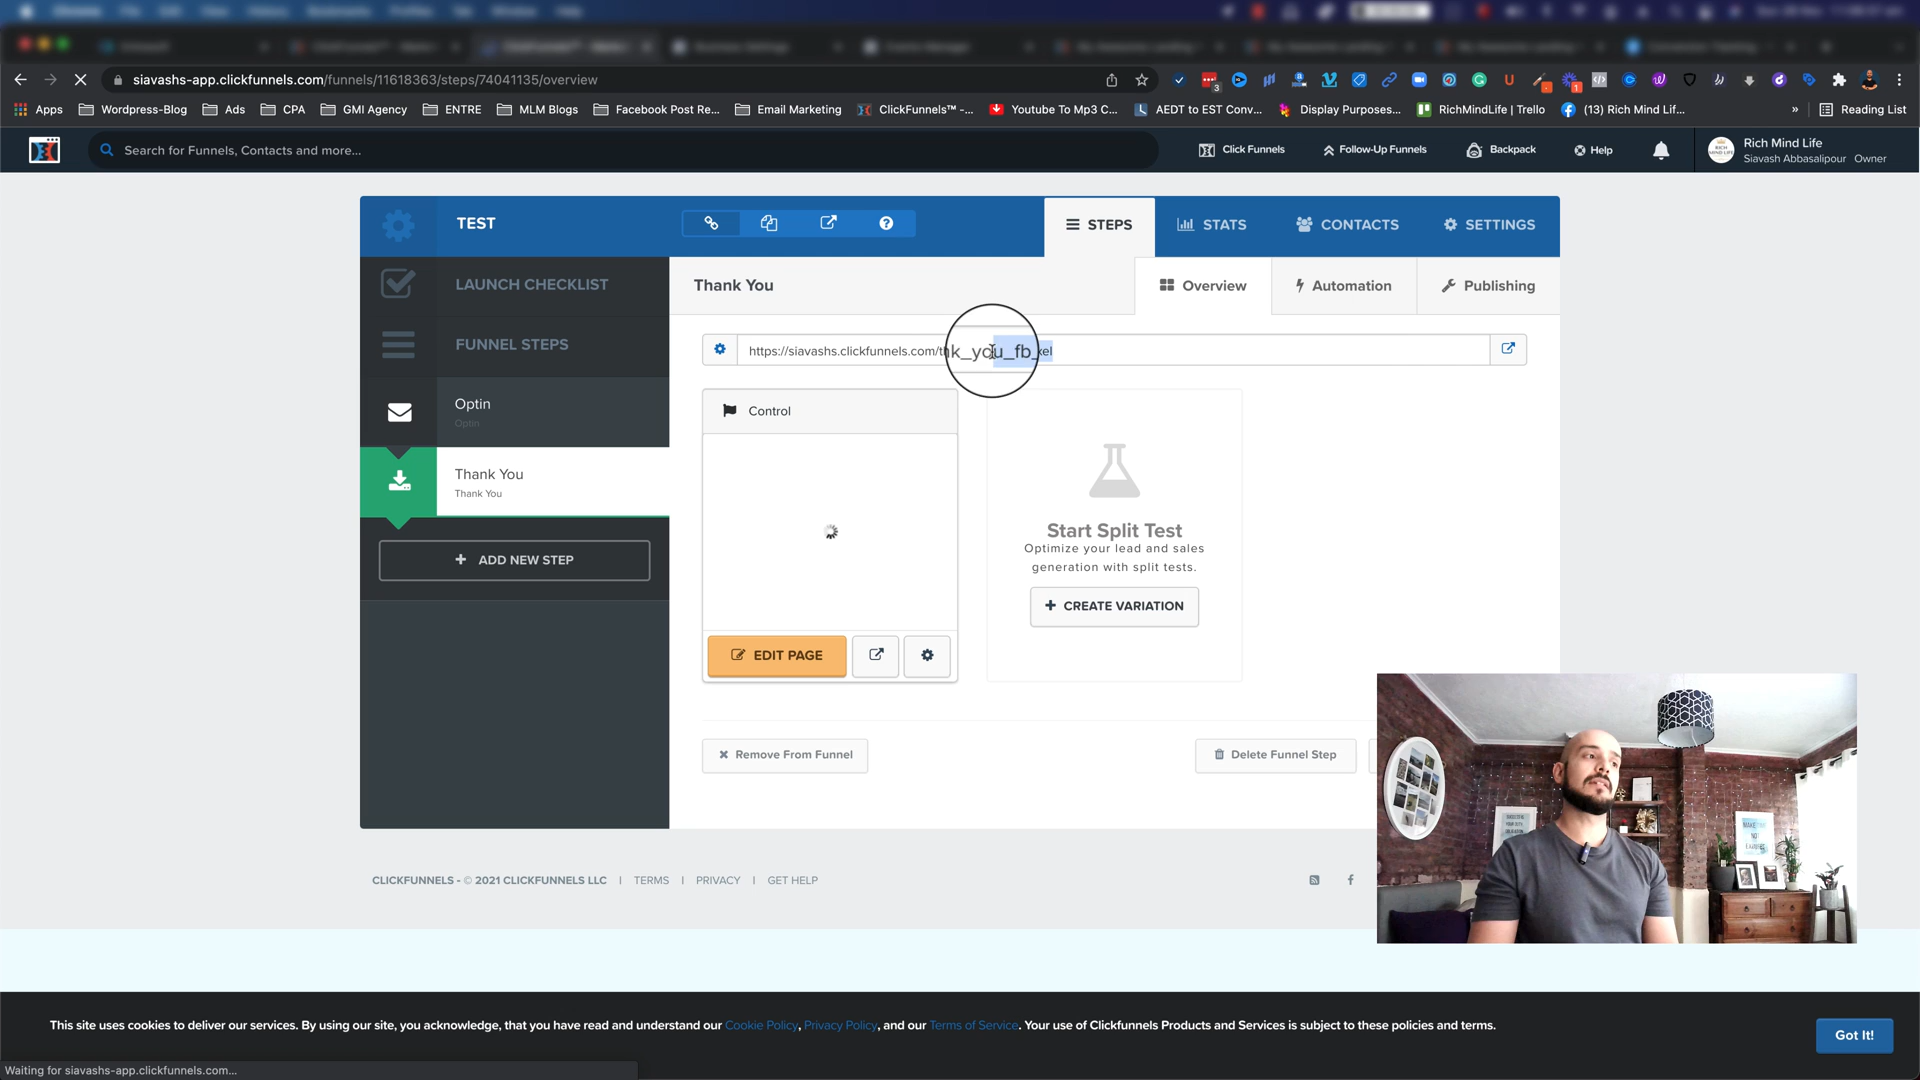 siavashs-app.clickfunnels.com/funnels/11618363/steps/74041135/overview
Apps Wordpress-Blog Ads CPA GMI Agency ENTRE MLM Blogs Facebook Post Re... Email Marketing ClickFunnels™ -... Youtube To Mp3 C... AEDT to EST Conv... Display Purposes... RichMindLife | Trello (13) Rich Mind Lif... » Reading List
Search for Funnels, Contacts and more...
Click Funnels Follow-Up Funnels Backpack Help
Rich Mind Life
Siavash Abbasalipour Owner
TEST
STEPS STATS CONTACTS SETTINGS
LAUNCH CHECKLIST
FUNNEL STEPS
Optin
Optin
Thank You
Thank You
+ ADD NEW STEP
Thank You
Overview Automation Publishing
https://siavashs.clickfunnels.com/thk_you_fb_xel
Control
Start Split Test
Optimize your lead and sales
generation with split tests.
+ CREATE VARIATION
EDIT PAGE
Remove From Funnel
Delete Funnel Step
CLICKFUNNELS - © 2021 CLICKFUNNELS LLC | TERMS | PRIVACY | GET HELP
This site uses cookies to deliver our services. By using our site, you acknowledge, that you have read and understand our Cookie Policy, Privacy Policy, and our Terms of Service. Your use of Clickfunnels Products and Services is subject to these policies and terms.
Got It!
Waiting for siavashs-app.clickfunnels.com...